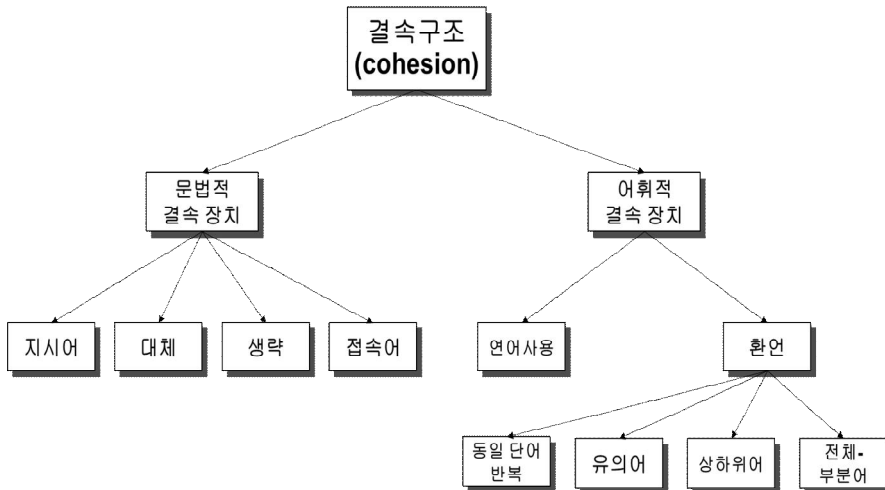 결속구조
(cohesion)
문법적
결속 장치
어휘적
결속 장치
지시어
대체
생략
접속어
연어사용
환언
동일 단어
반복
유의어
상하위어
전체-
부분어